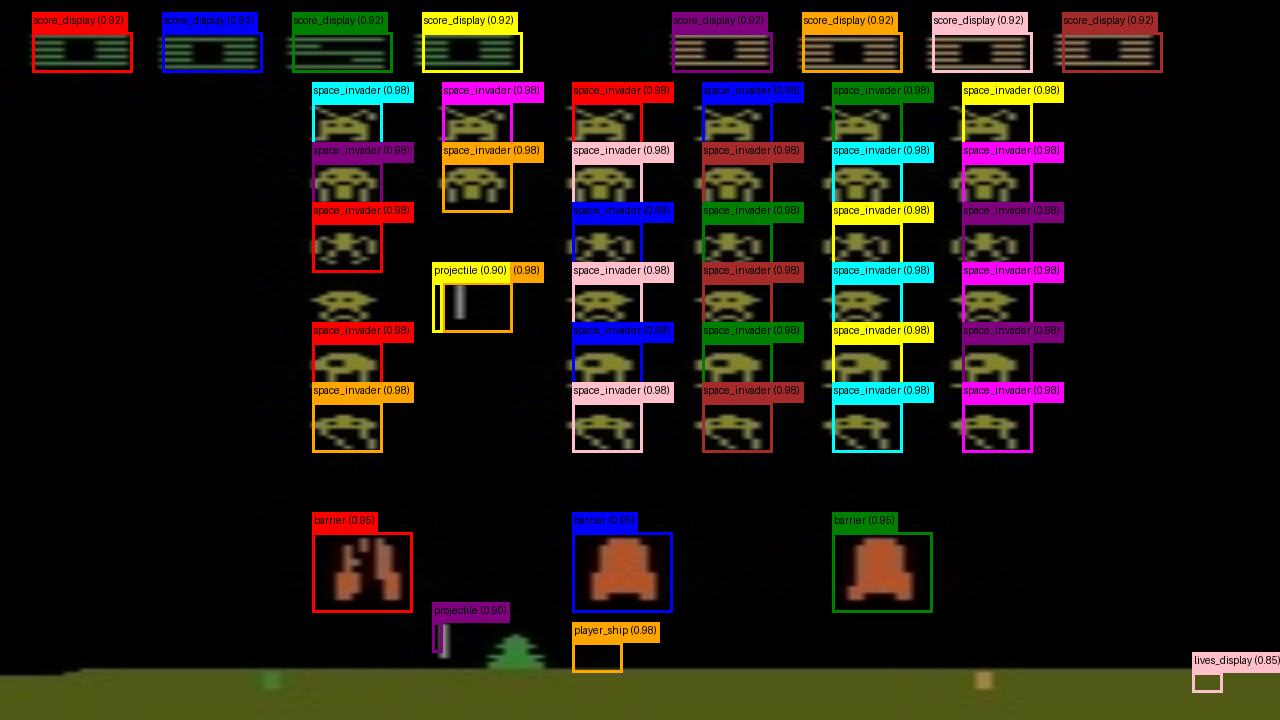 score_display (0.92) score_display (0.92) score_display (0.92) score_display (0.92) score_display (0.92) score_display (0.92) score_display (0.92) score_display (0.92)
space_invader (0.98) space_invader (0.98) space_invader (0.98) space_invader (0.98) space_invader (0.98) space_invader (0.98)
space_invader (0.98) space_invader (0.98) space_invader (0.98) space_invader (0.98) space_invader (0.98) space_invader (0.98)
space_invader (0.98) space_invader (0.98) space_invader (0.98) space_invader (0.98) space_invader (0.98)
projectile (0.90) (0.98) space_invader (0.98) space_invader (0.98) space_invader (0.98) space_invader (0.98)
space_invader (0.98) space_invader (0.98) space_invader (0.98) space_invader (0.98) space_invader (0.98)
space_invader (0.98) space_invader (0.98) space_invader (0.98) space_invader (0.98) space_invader (0.98)
barrier (0.95) barrier (0.95) barrier (0.95)
projectile (0.90)
player_ship (0.98)
lives_display (0.85)